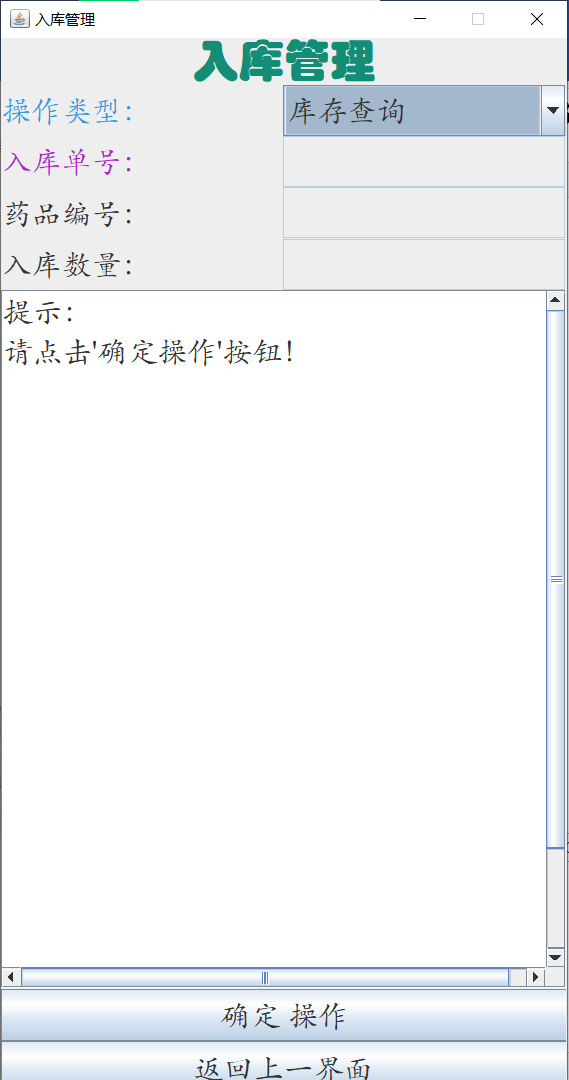 入库管理
入库管理
操作类型：
库存查询
入库单号：
药品编号：
入库数量：
提示：
请点击'确定操作'按钮！
确定 操作
返回上一界面